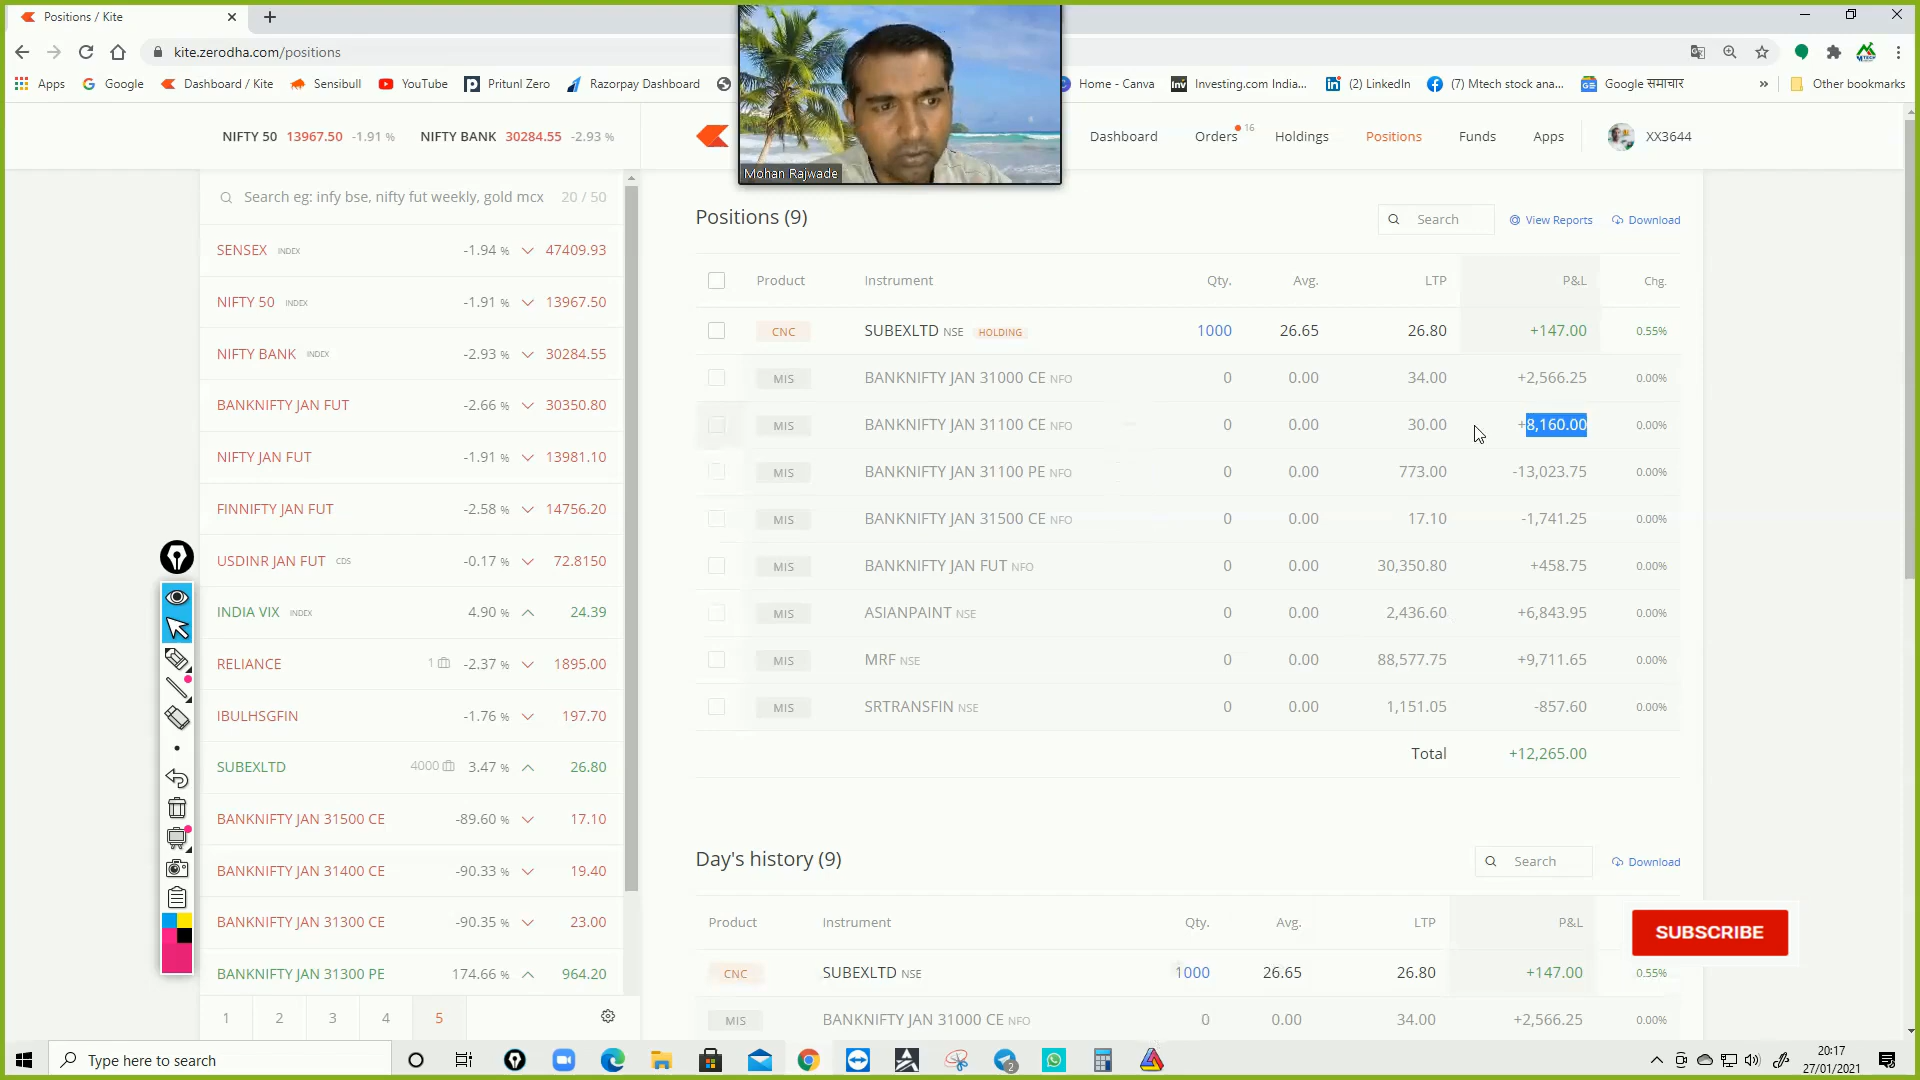 Positions / Kite
kite.zerodha.com/positions
Apps Google Dashboard / Kite Sensibull YouTube Pritunl Zero Razorpay Dashboard Home - Canva Investing.com India... (2) LinkedIn (7) Mtech stock ana... Google समाचार » Other bookmarks
NIFTY 50 13967.50 -1.91 % NIFTY BANK 30284.55 -2.93 %
Dashboard Orders 16 Holdings Positions Funds Apps XX3644
Mohan Rajwade
Search eg: infy bse, nifty fut weekly, gold mcx 20 / 50
SENSEX INDEX -1.94 % 47409.93
NIFTY 50 INDEX -1.91 % 13967.50
NIFTY BANK INDEX -2.93 % 30284.55
BANKNIFTY JAN FUT -2.66 % 30350.80
NIFTY JAN FUT -1.91 % 13981.10
FINNIFTY JAN FUT -2.58 % 14756.20
USDINR JAN FUT CDS -0.17 % 72.8150
INDIA VIX INDEX 4.90 % 24.39
RELIANCE 1 -2.37 % 1895.00
IBULHSGFIN -1.76 % 197.70
SUBEXLTD 4000 3.47 % 26.80
BANKNIFTY JAN 31500 CE -89.60 % 17.10
BANKNIFTY JAN 31400 CE -90.33 % 19.40
BANKNIFTY JAN 31300 CE -90.35 % 23.00
BANKNIFTY JAN 31300 PE 174.66 % 964.20
1 2 3 4 5
Positions (9) Search View Reports Download
Product Instrument Qty. Avg. LTP P&L Chg.
CNC SUBEXLTD NSE HOLDING 1000 26.65 26.80 +147.00 0.55%
MIS BANKNIFTY JAN 31000 CE NFO 0 0.00 34.00 +2,566.25 0.00%
MIS BANKNIFTY JAN 31100 CE NFO 0 0.00 30.00 +8,160.00 0.00%
MIS BANKNIFTY JAN 31100 PE NFO 0 0.00 773.00 -13,023.75 0.00%
MIS BANKNIFTY JAN 31500 CE NFO 0 0.00 17.10 -1,741.25 0.00%
MIS BANKNIFTY JAN FUT NFO 0 0.00 30,350.80 +458.75 0.00%
MIS ASIANPAINT NSE 0 0.00 2,436.60 +6,843.95 0.00%
MIS MRF NSE 0 0.00 88,577.75 +9,711.65 0.00%
MIS SRTRANSFIN NSE 0 0.00 1,151.05 -857.60 0.00%
Total +12,265.00
Day's history (9) Search Download
Product Instrument Qty. Avg. LTP P&L
SUBSCRIBE
CNC SUBEXLTD NSE 1000 26.65 26.80 +147.00 0.55%
MIS BANKNIFTY JAN 31000 CE NFO 0 0.00 34.00 +2,566.25 0.00%
Type here to search
2
20:17
27/01/2021